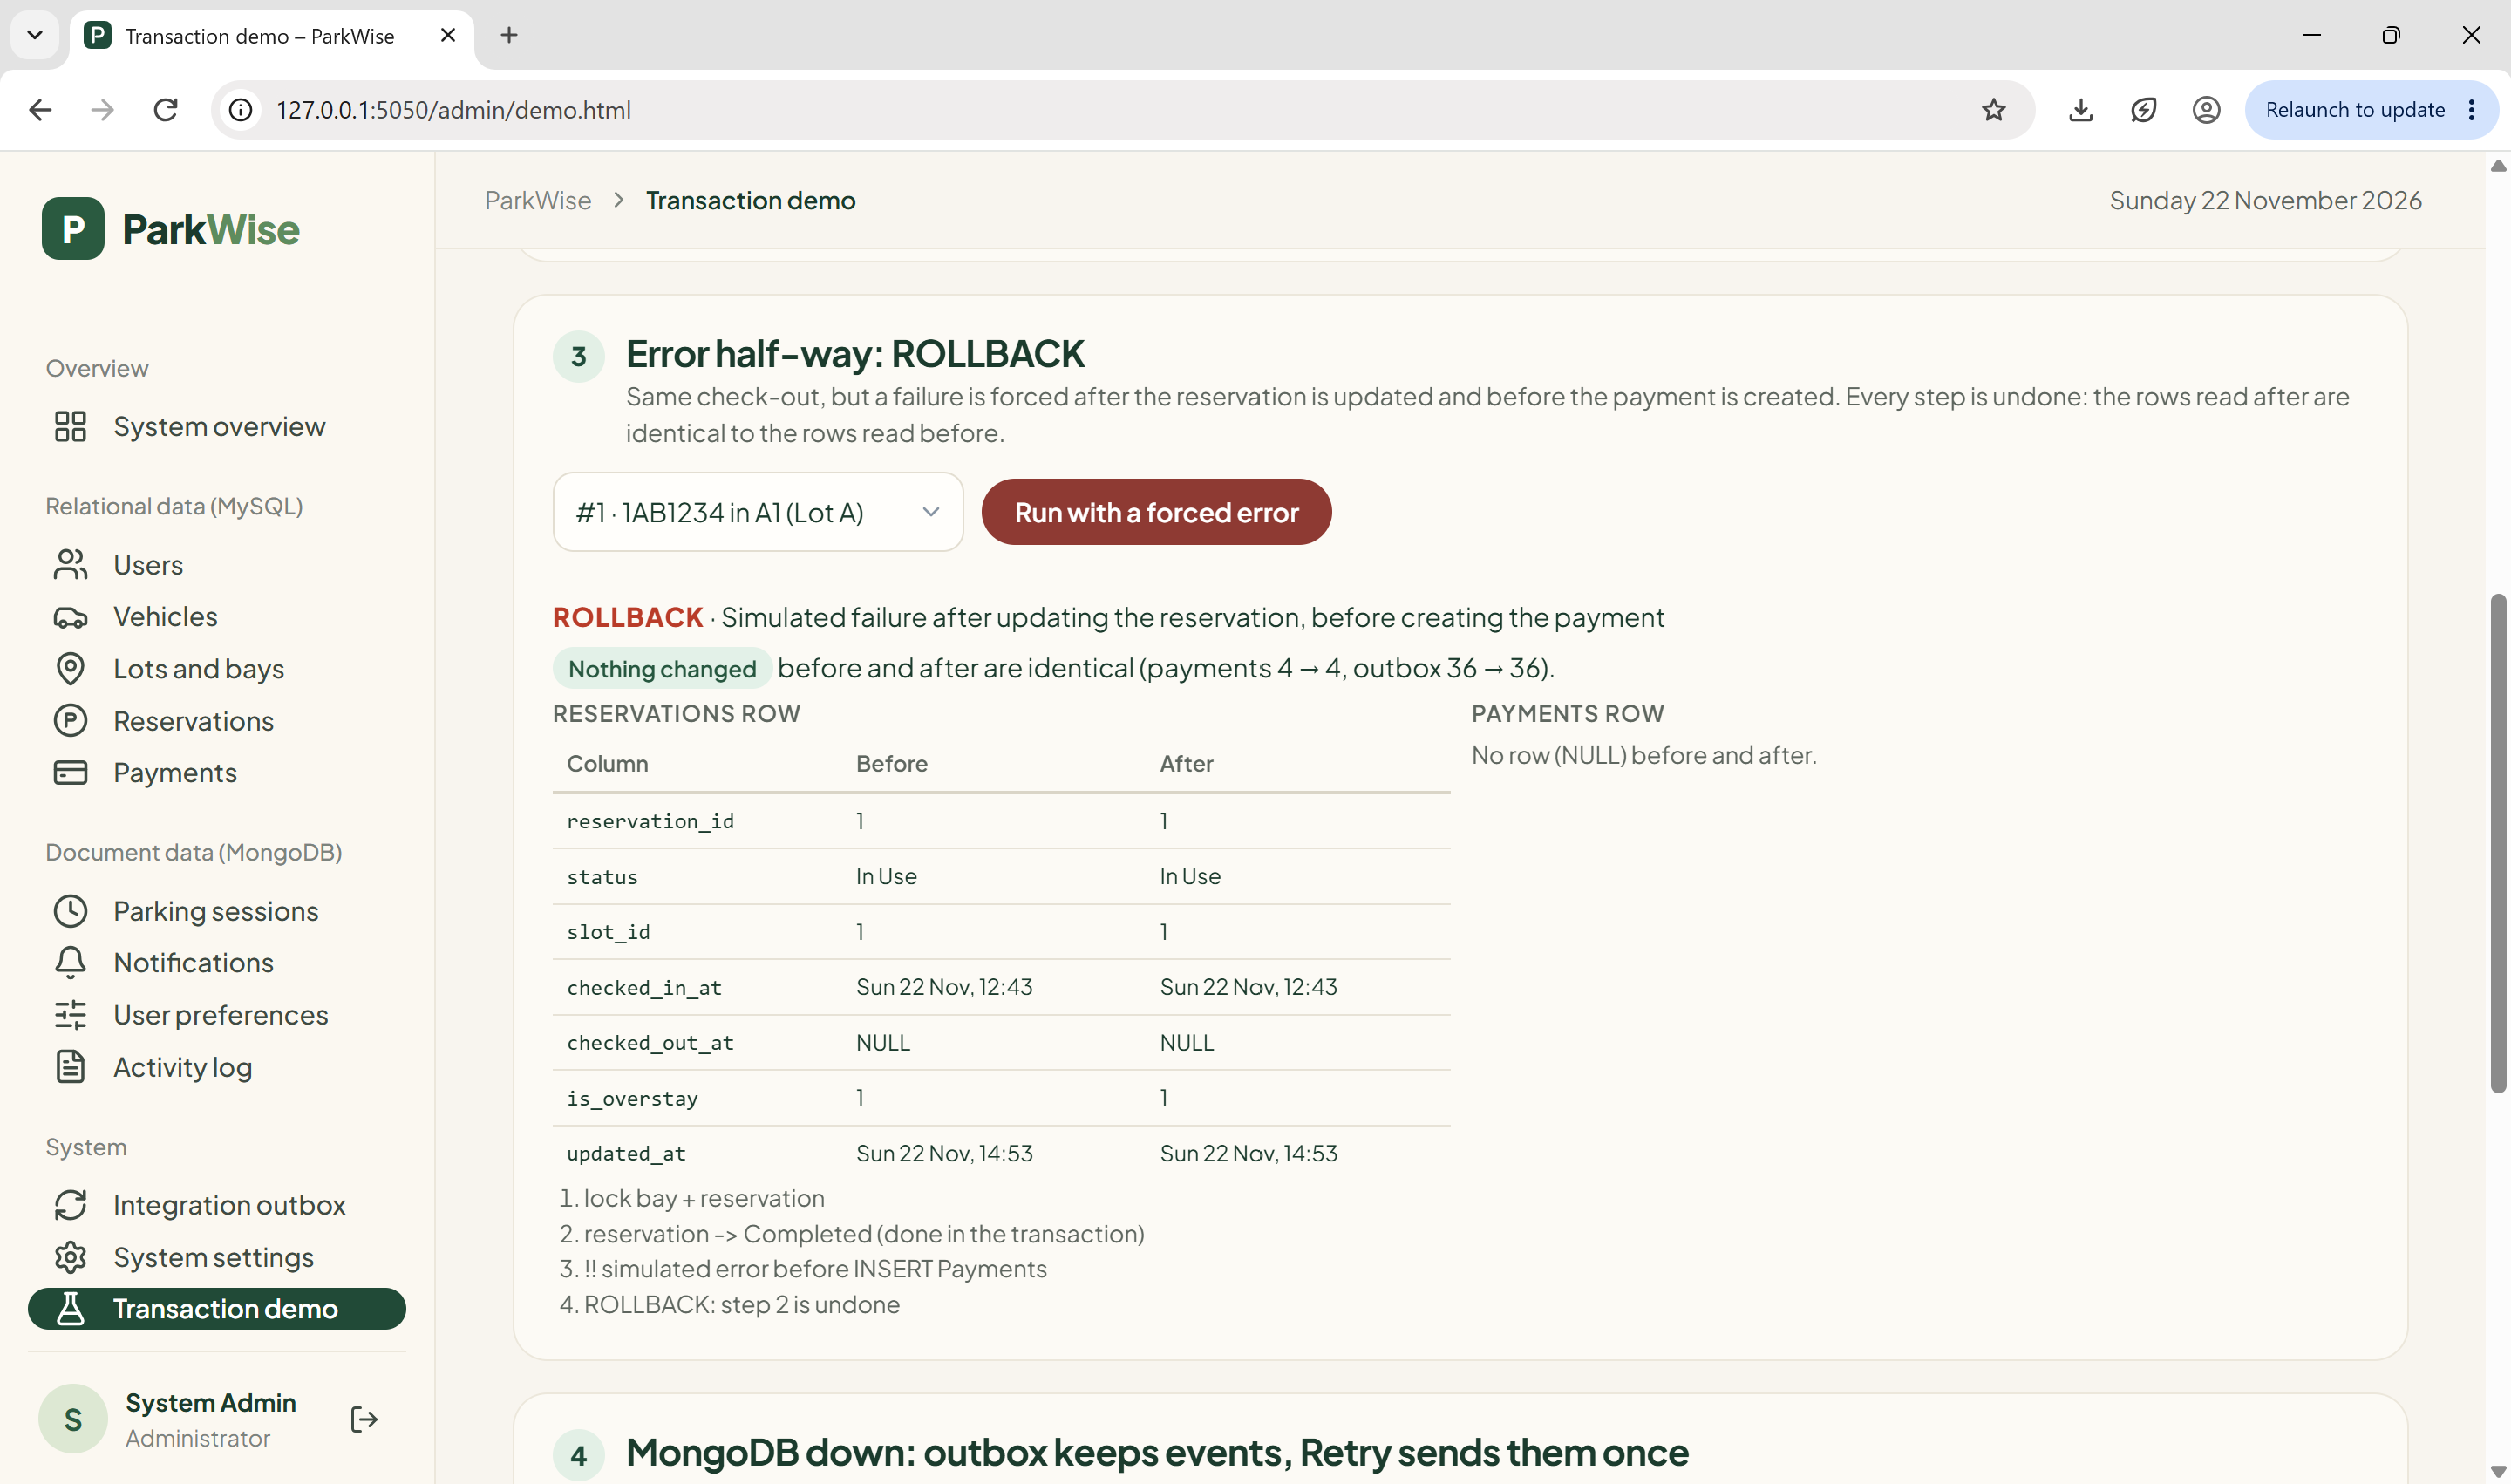 Transaction demo – ParkWise
127.0.0.1:5050/admin/demo.html
Relaunch to update
P ParkWise
Overview
System overview
Relational data (MySQL)
Users
Vehicles
Lots and bays
Reservations
Payments
Document data (MongoDB)
Parking sessions
Notifications
User preferences
Activity log
System
Integration outbox
System settings
Transaction demo
S
System Admin
Administrator
ParkWise > Transaction demo
Sunday 22 November 2026
3 Error half-way: ROLLBACK
Same check-out, but a failure is forced after the reservation is updated and before the payment is created. Every step is undone: the rows read after are
identical to the rows read before.
#1 · 1AB1234 in A1 (Lot A)
Run with a forced error
ROLLBACK · Simulated failure after updating the reservation, before creating the payment
Nothing changed before and after are identical (payments 4 → 4, outbox 36 → 36).
RESERVATIONS ROW
Column Before After
reservation_id 1 1
status In Use In Use
slot_id 1 1
checked_in_at Sun 22 Nov, 12:43 Sun 22 Nov, 12:43
checked_out_at NULL NULL
is_overstay 1 1
updated_at Sun 22 Nov, 14:53 Sun 22 Nov, 14:53
PAYMENTS ROW
No row (NULL) before and after.
1. lock bay + reservation
2. reservation -> Completed (done in the transaction)
3. !! simulated error before INSERT Payments
4. ROLLBACK: step 2 is undone
4 MongoDB down: outbox keeps events, Retry sends them once